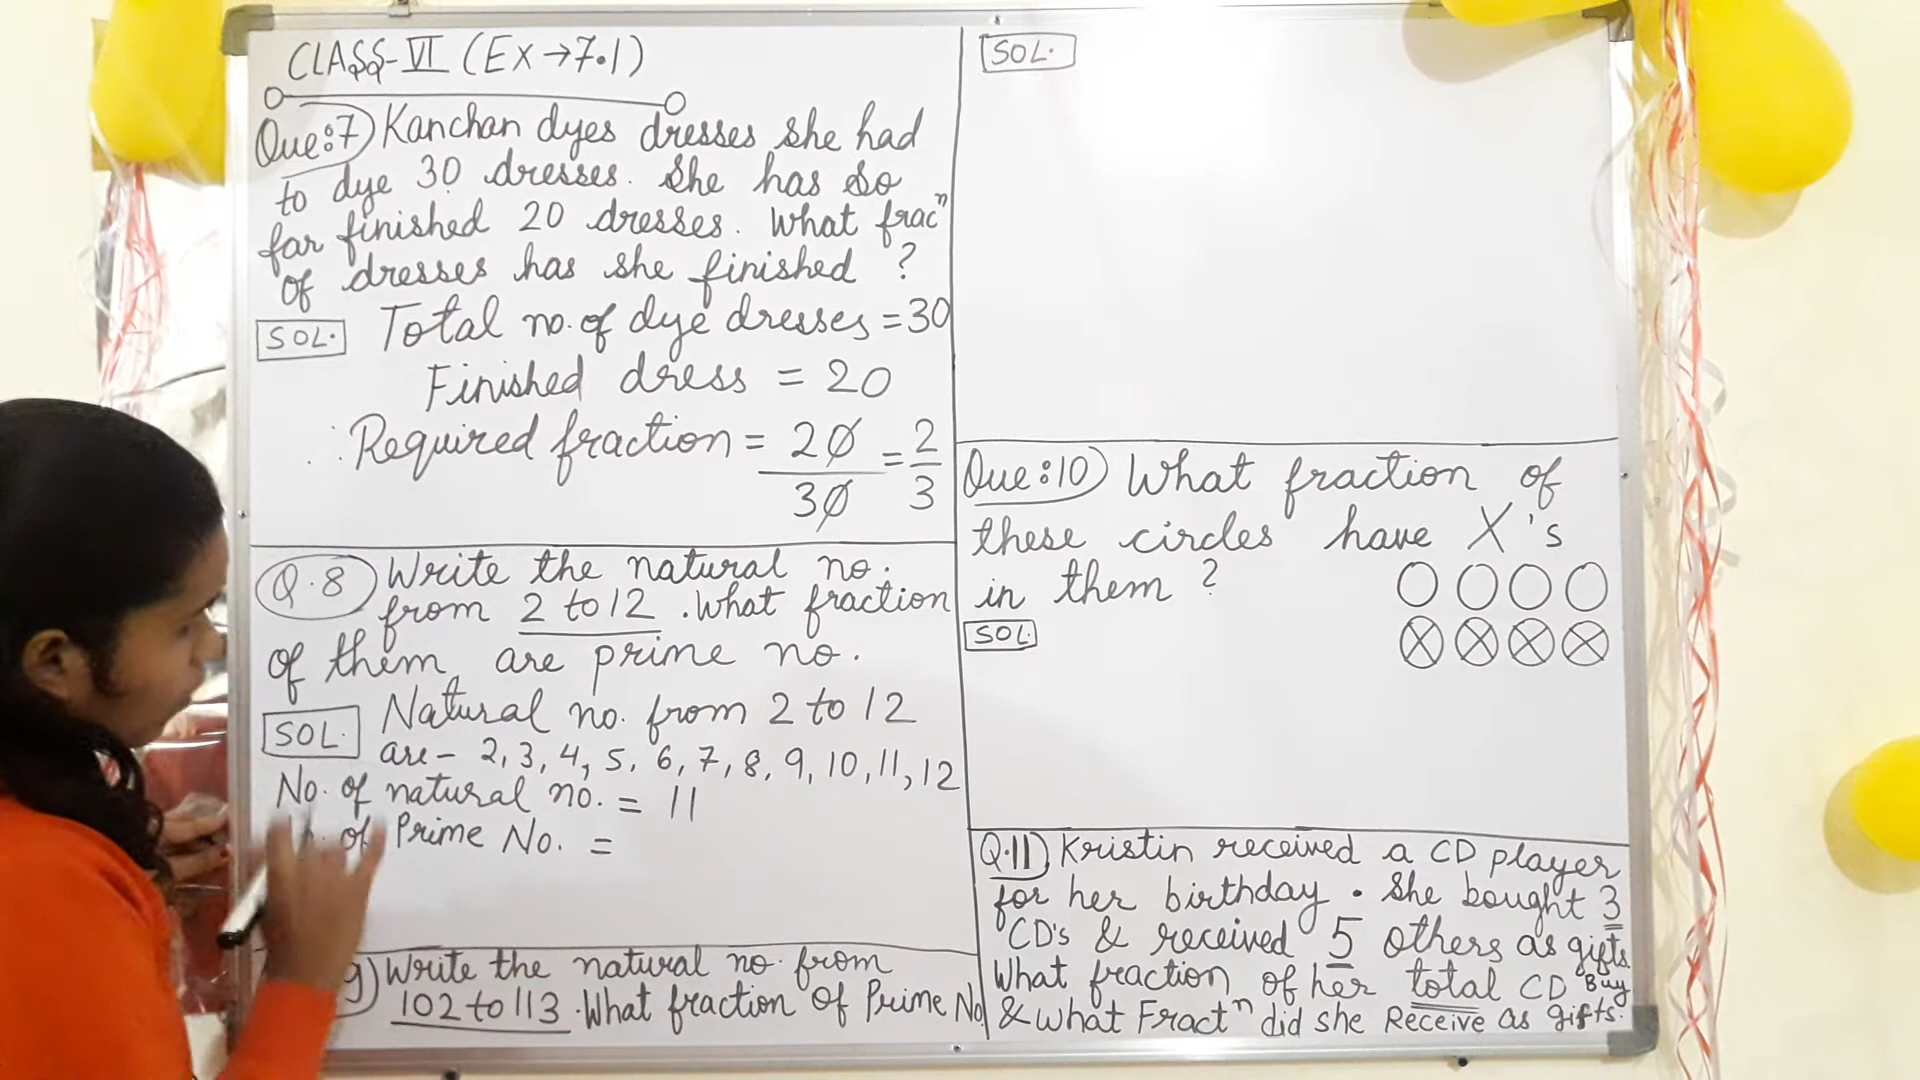 CLASS-VI (EX→7.1)
Que:7) Kanchan dyes dresses she had
to dye 30 dresses. She has so
far finished 20 dresses. What fracⁿ
of dresses has she finished ?
SOL. Total no. of dye dresses = 30
Finished dress = 20
∴ Required fraction = 20/30 = 2/3
Q.8 Write the natural no.
from 2 to 12. What fraction
of them are prime no.
SOL. Natural no. from 2 to 12
are - 2, 3, 4, 5, 6, 7, 8, 9, 10, 11, 12
No. of natural no. = 11
of Prime No. =
9) Write the natural no. from
102 to 113. What fraction of Prime No
SOL.
Que:10) What fraction of
these circles have X's
in them ?
SOL.
Q.11) Kristin received a CD player
for her birthday. She bought 3
CD's & received 5 others as gifts.
What fraction of her total CD Buy
& what Fractⁿ did she Receive as gifts.